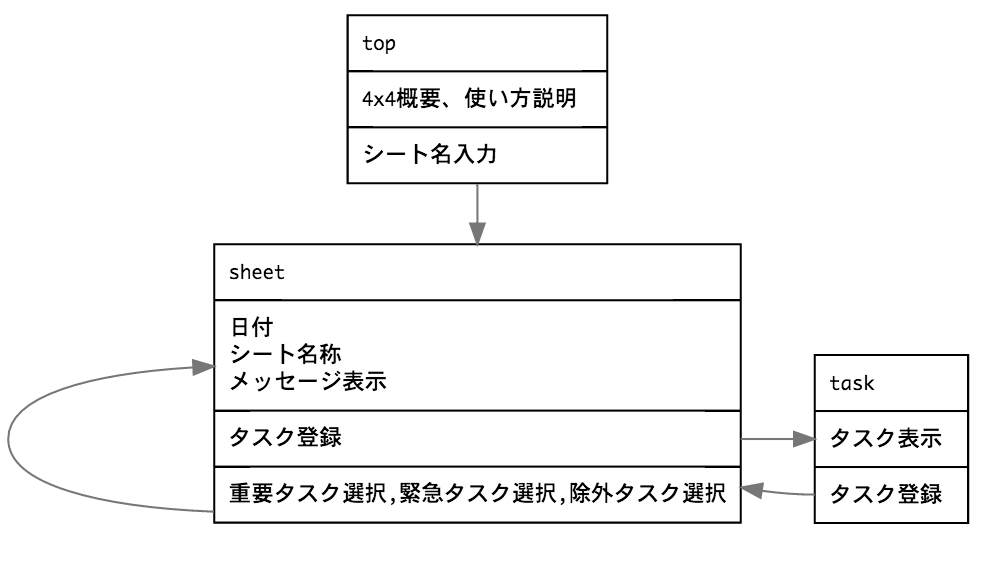 top
4x4概要、使い方説明
シート名入力
sheet
日付
シート名称
メッセージ表示
タスク登録
重要タスク選択,緊急タスク選択,除外タスク選択
task
タスク表示
タスク登録